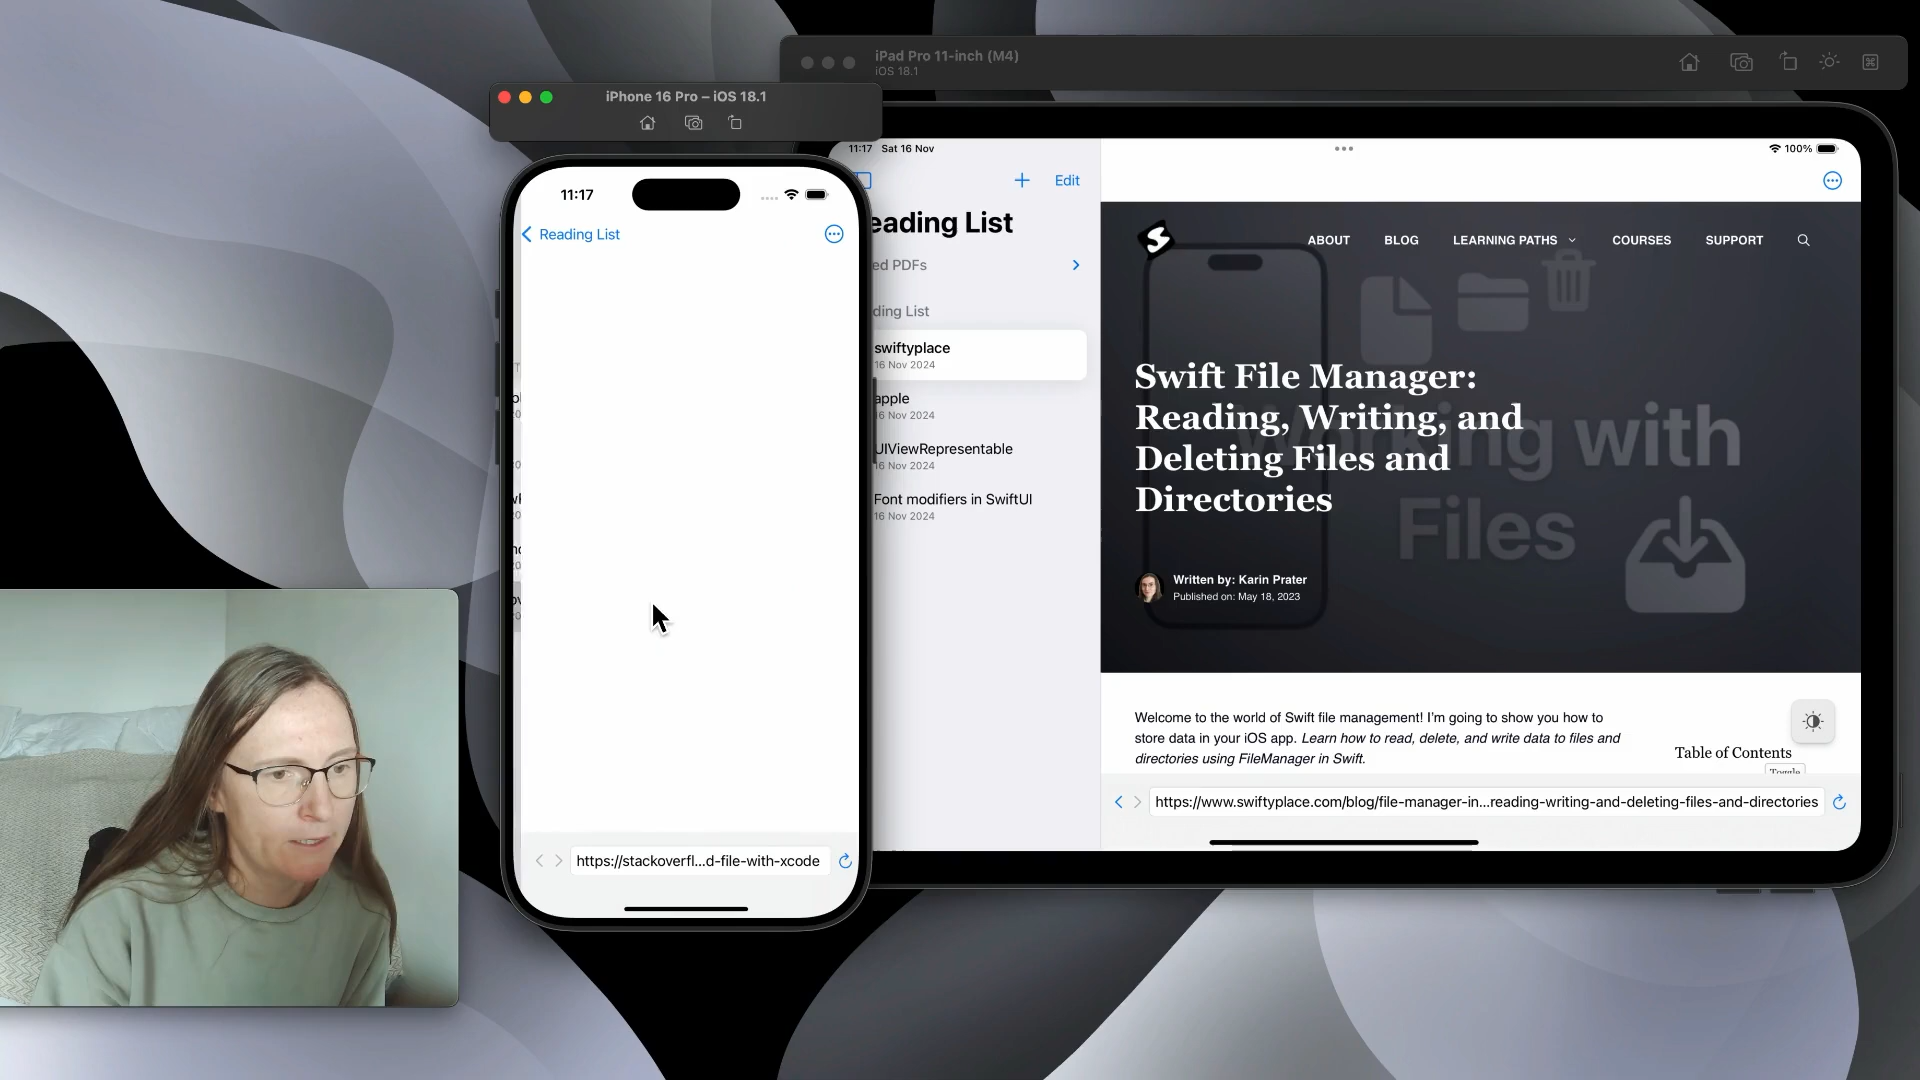 iPad Pro 11-inch (M4)
iOS 18.1
iPhone 16 Pro – iOS 18.1
11:17
Reading List
https://stackoverfl...d-file-with-xcode
11:17 Sat 16 Nov
100%
Edit
eading List
ed PDFs
ding List
swiftyplace
16 Nov 2024
apple
16 Nov 2024
UIViewRepresentable
16 Nov 2024
Font modifiers in SwiftUI
16 Nov 2024
ABOUT BLOG LEARNING PATHS COURSES SUPPORT
Swift File Manager:
Reading, Writing, and
Deleting Files and
Directories
Working with
Files
Written by: Karin Prater
Published on: May 18, 2023
Welcome to the world of Swift file management! I'm going to show you how to
store data in your iOS app. Learn how to read, delete, and write data to files and
directories using FileManager in Swift.
Table of Contents
Toggle
https://www.swiftyplace.com/blog/file-manager-in...reading-writing-and-deleting-files-and-directories